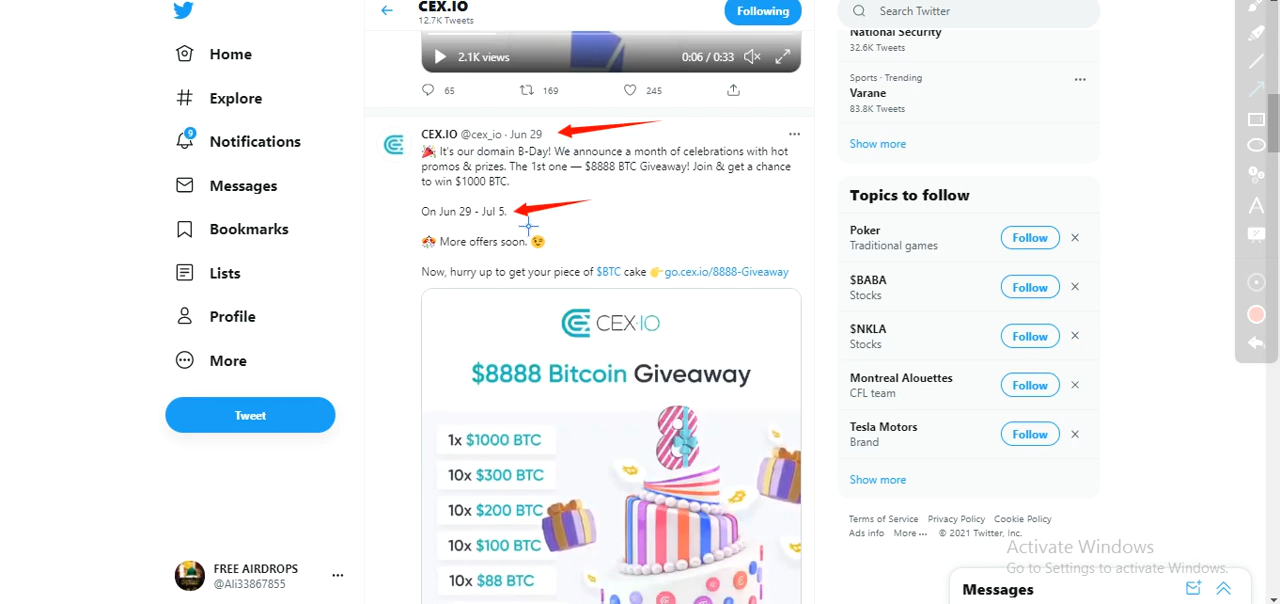 Home
Explore
9
Notifications
Messages
Bookmarks
Lists
Profile
More
Tweet
FREE AIRDROPS
@Ali33867855
CEX.IO
12.7K Tweets
Following
2.1K views
0:06 / 0:33
65
169
245
CEX.IO @cex_io · Jun 29
It's our domain B-Day! We announce a month of celebrations with hot
promos & prizes. The 1st one — $8888 BTC Giveaway! Join & get a chance
to win $1000 BTC.
On Jun 29 - Jul 5.
More offers soon.
Now, hurry up to get your piece of $BTC cake go.cex.io/8888-Giveaway
CEX·IO
$8888 Bitcoin Giveaway
1x $1000 BTC
10x $300 BTC
10x $200 BTC
10x $100 BTC
10x $88 BTC
8
Search Twitter
National Security
32.6K Tweets
Sports · Trending
Varane
83.8K Tweets
Show more
Topics to follow
Poker
Traditional games
Follow
$BABA
Stocks
Follow
$NKLA
Stocks
Follow
Montreal Alouettes
CFL team
Follow
Tesla Motors
Brand
Follow
Show more
Terms of Service Privacy Policy Cookie Policy
Ads info More ··· © 2021 Twitter, Inc.
Activate Windows
Go to Settings to activate Windows.
Messages
A